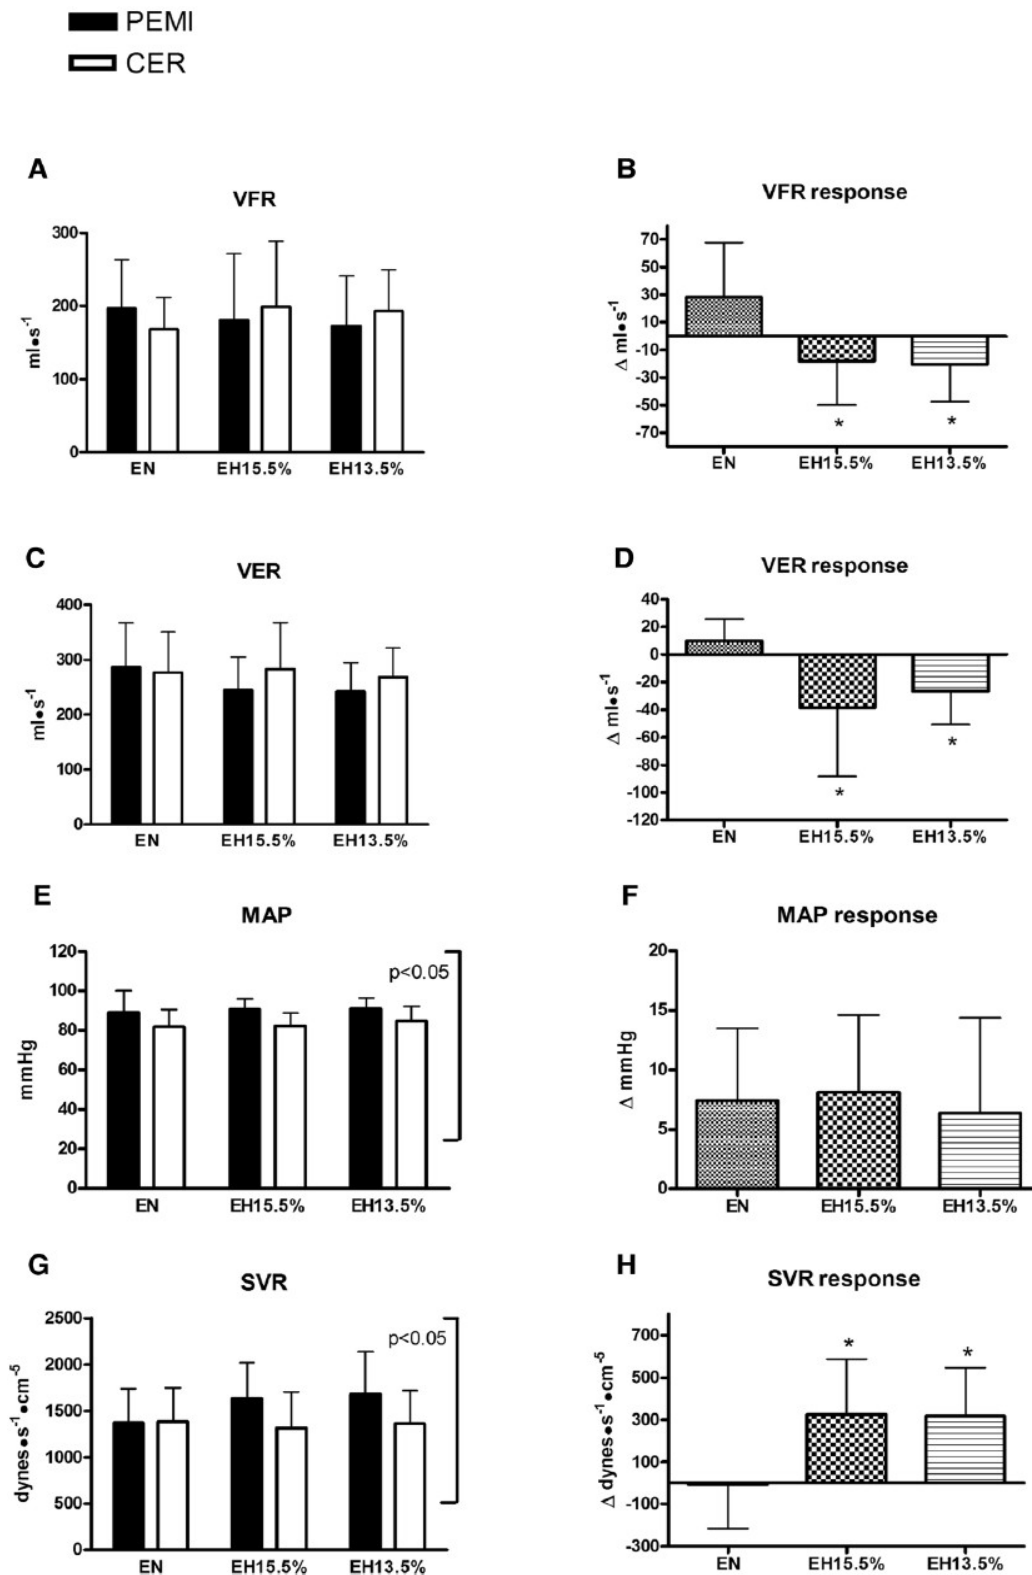 PEMI
CER
A
VFR
300
200
100
0
ml•s-1
EN
EH15.5%
EH13.5%
B
VFR response
70
50
30
10
-10
-30
-50
-70
Δ ml•s-1
*
*
EN
EH15.5%
EH13.5%
C
VER
400
300
200
100
0
ml•s-1
EN
EH15.5%
EH13.5%
D
VER response
40
20
0
-20
-40
-60
-80
-100
-120
Δ ml•s-1
*
*
EN
EH15.5%
EH13.5%
E
MAP
120
100
80
60
40
20
0
mmHg
p<0.05
EN
EH15.5%
EH13.5%
F
MAP response
20
15
10
5
0
Δ mmHg
EN
EH15.5%
EH13.5%
G
SVR
2500
2000
1500
1000
500
0
dynes•s-1•cm-5
p<0.05
EN
EH15.5%
EH13.5%
H
SVR response
700
500
300
100
-100
-300
Δ dynes•s-1•cm-5
*
*
EN
EH15.5%
EH13.5%